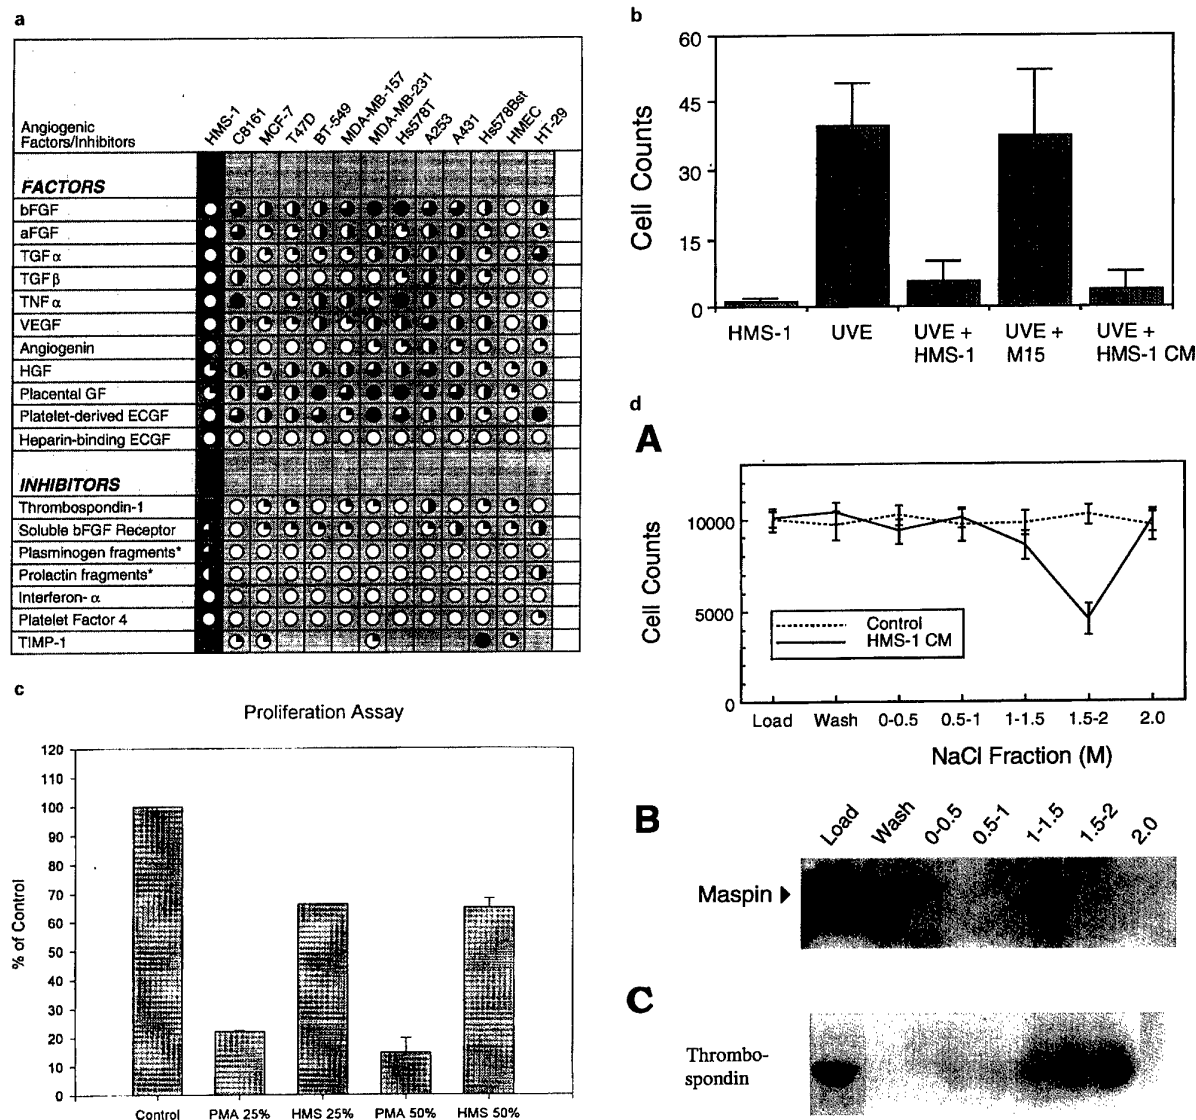 a
Angiogenic
Factors/Inhibitors
HMS-1
C8161
MCF-7
T47D
BT-549
MDA-MB-157
MDA-MB-231
Hs578T
A253
A431
Hs578Bst
HMEC
HT-29
FACTORS
bFGF
aFGF
TGF α
TGF β
TNF α
VEGF
Angiogenin
HGF
Placental GF
Platelet-derived ECGF
Heparin-binding ECGF
INHIBITORS
Thrombospondin-1
Soluble bFGF Receptor
Plasminogen fragments*
Prolactin fragments*
Interferon- α
Platelet Factor 4
TIMP-1
b
Cell Counts
60
45
30
15
0
HMS-1
UVE
UVE +
HMS-1
UVE +
M15
UVE +
HMS-1 CM
c
Proliferation Assay
% of Control
120
110
100
90
80
70
60
50
40
30
20
10
0
Control
PMA 25%
HMS 25%
PMA 50%
HMS 50%
d
A
Cell Counts
10000
5000
0
Control
HMS-1 CM
Load
Wash
0-0.5
0.5-1
1-1.5
1.5-2
2.0
NaCl Fraction (M)
B
Load
Wash
0-0.5
0.5-1
1-1.5
1.5-2
2.0
Maspin
C
Thrombo-
spondin